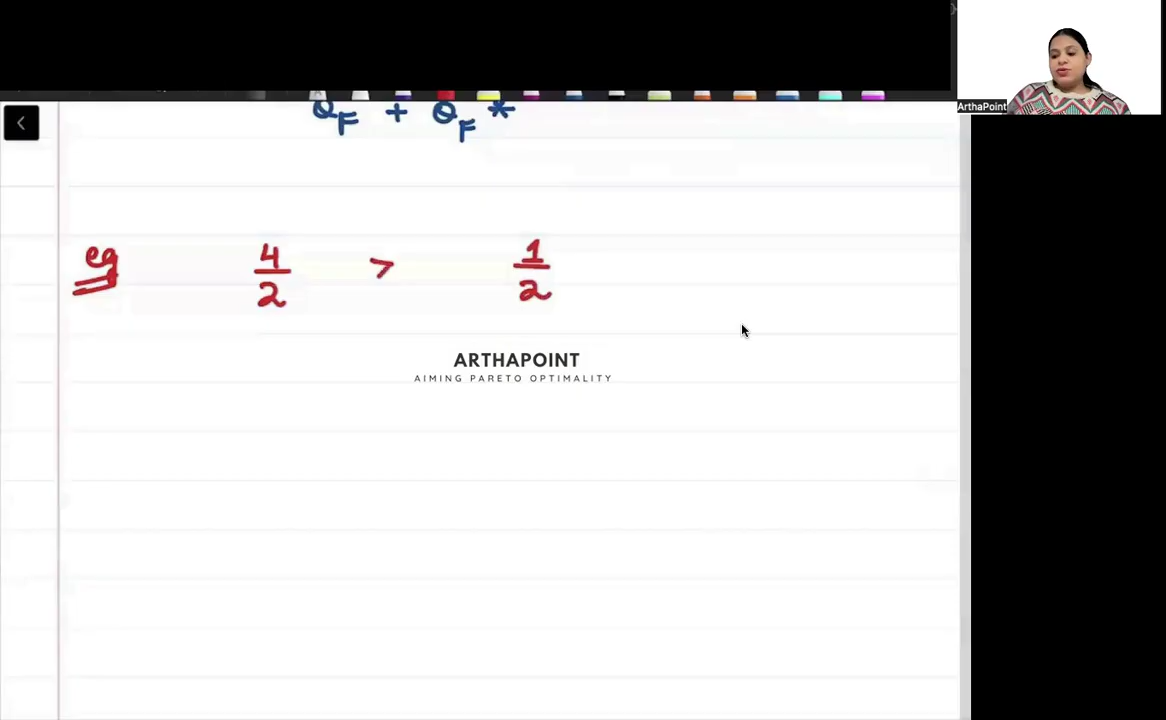 Q_F + Q_F *
eg 4/2 > 1/2
ARTHAPOINT
AIMING PARETO OPTIMALITY
ArthaPoint